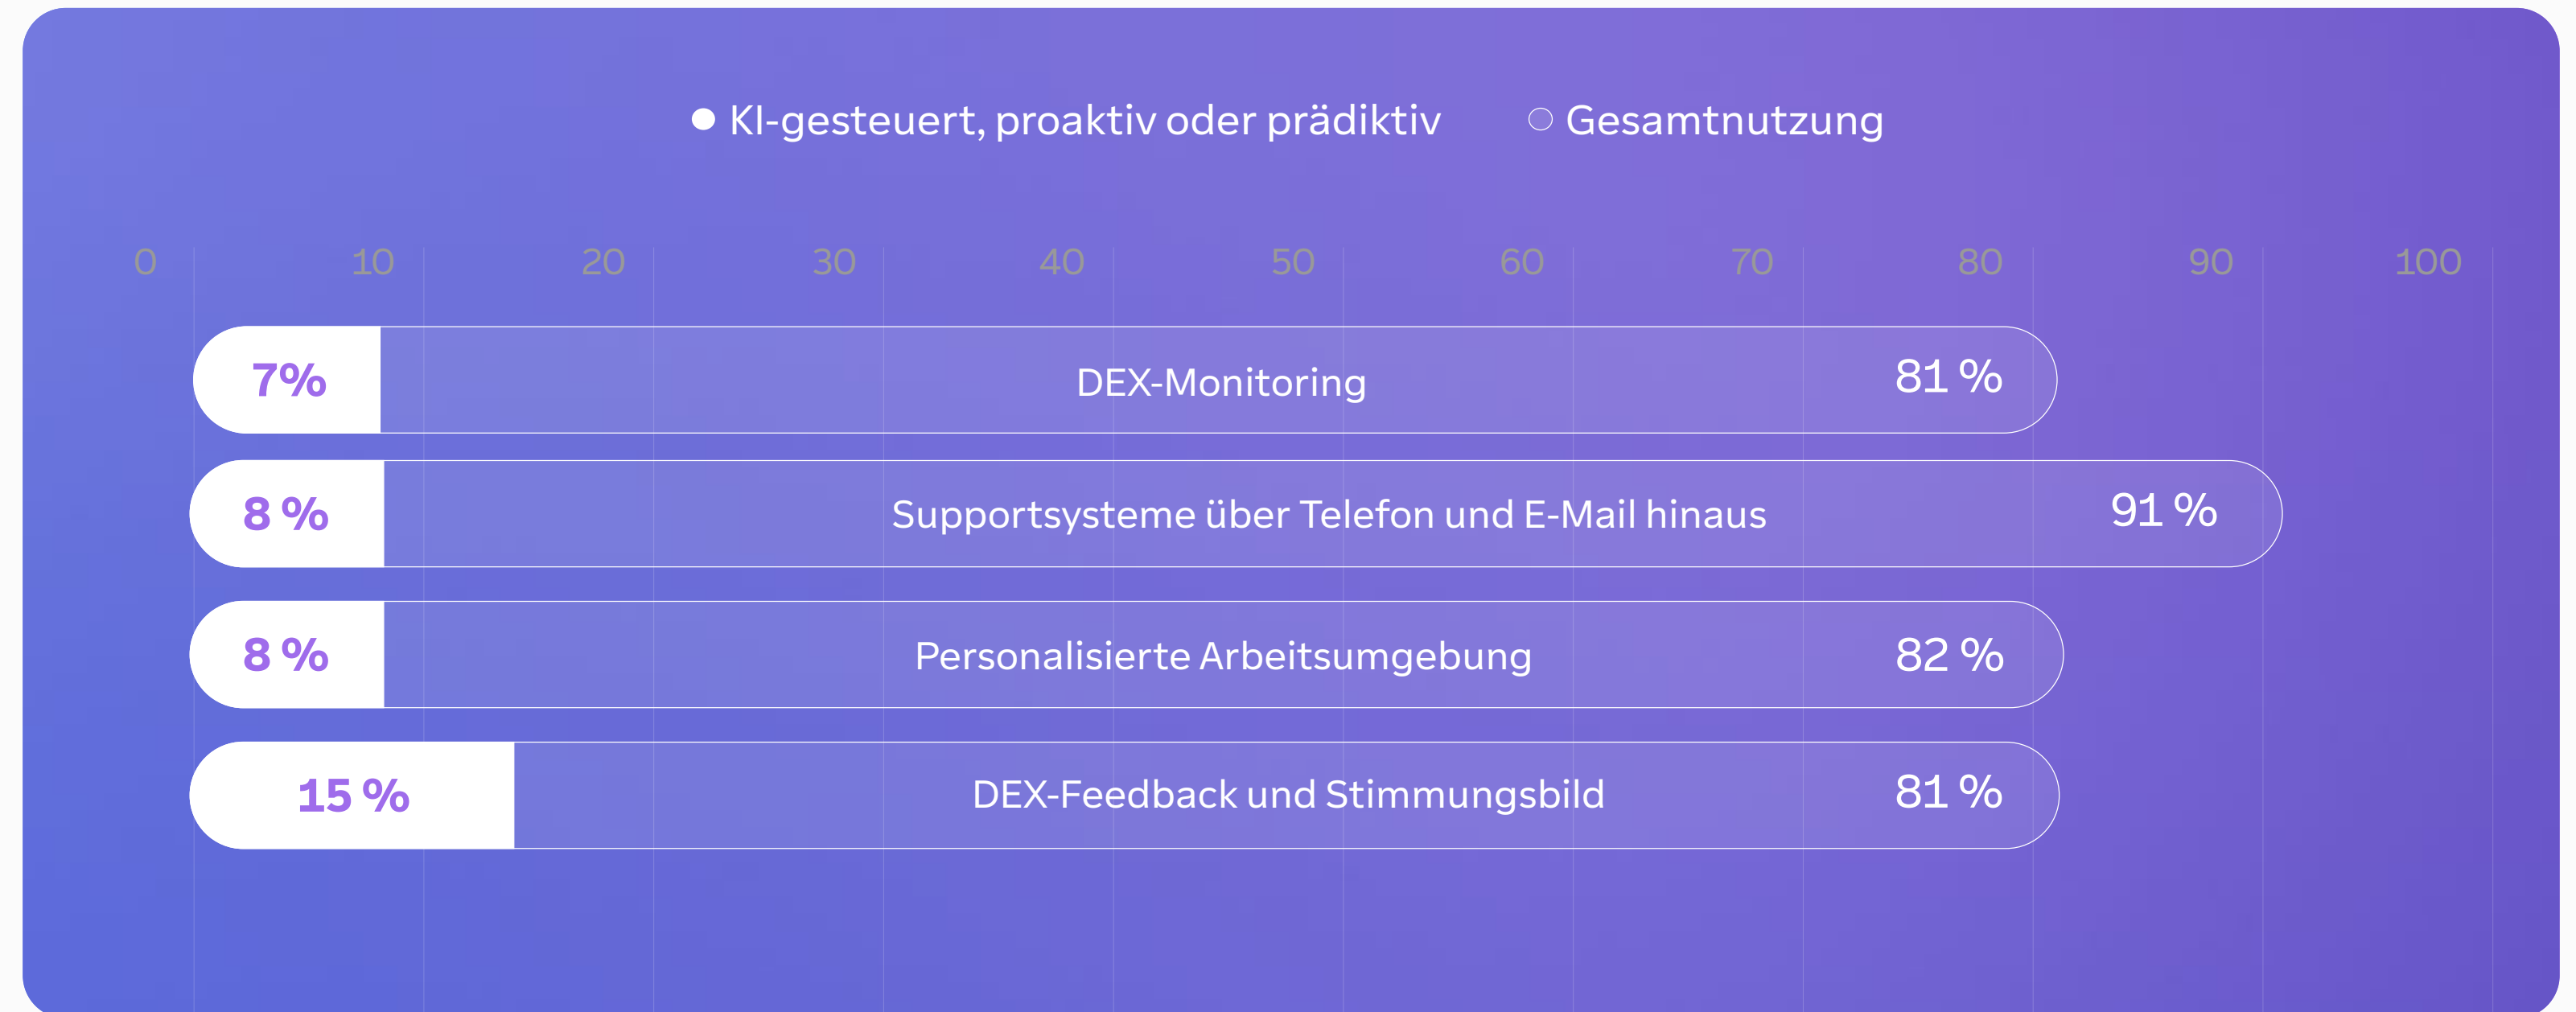 KI-gesteuert, proaktiv oder prädiktiv Gesamtnutzung
0 10 20 30 40 50 60 70 80 90 100
7% DEX-Monitoring 81 %
8 % Supportsysteme über Telefon und E-Mail hinaus 91 %
8 % Personalisierte Arbeitsumgebung 82 %
15 % DEX-Feedback und Stimmungsbild 81 %